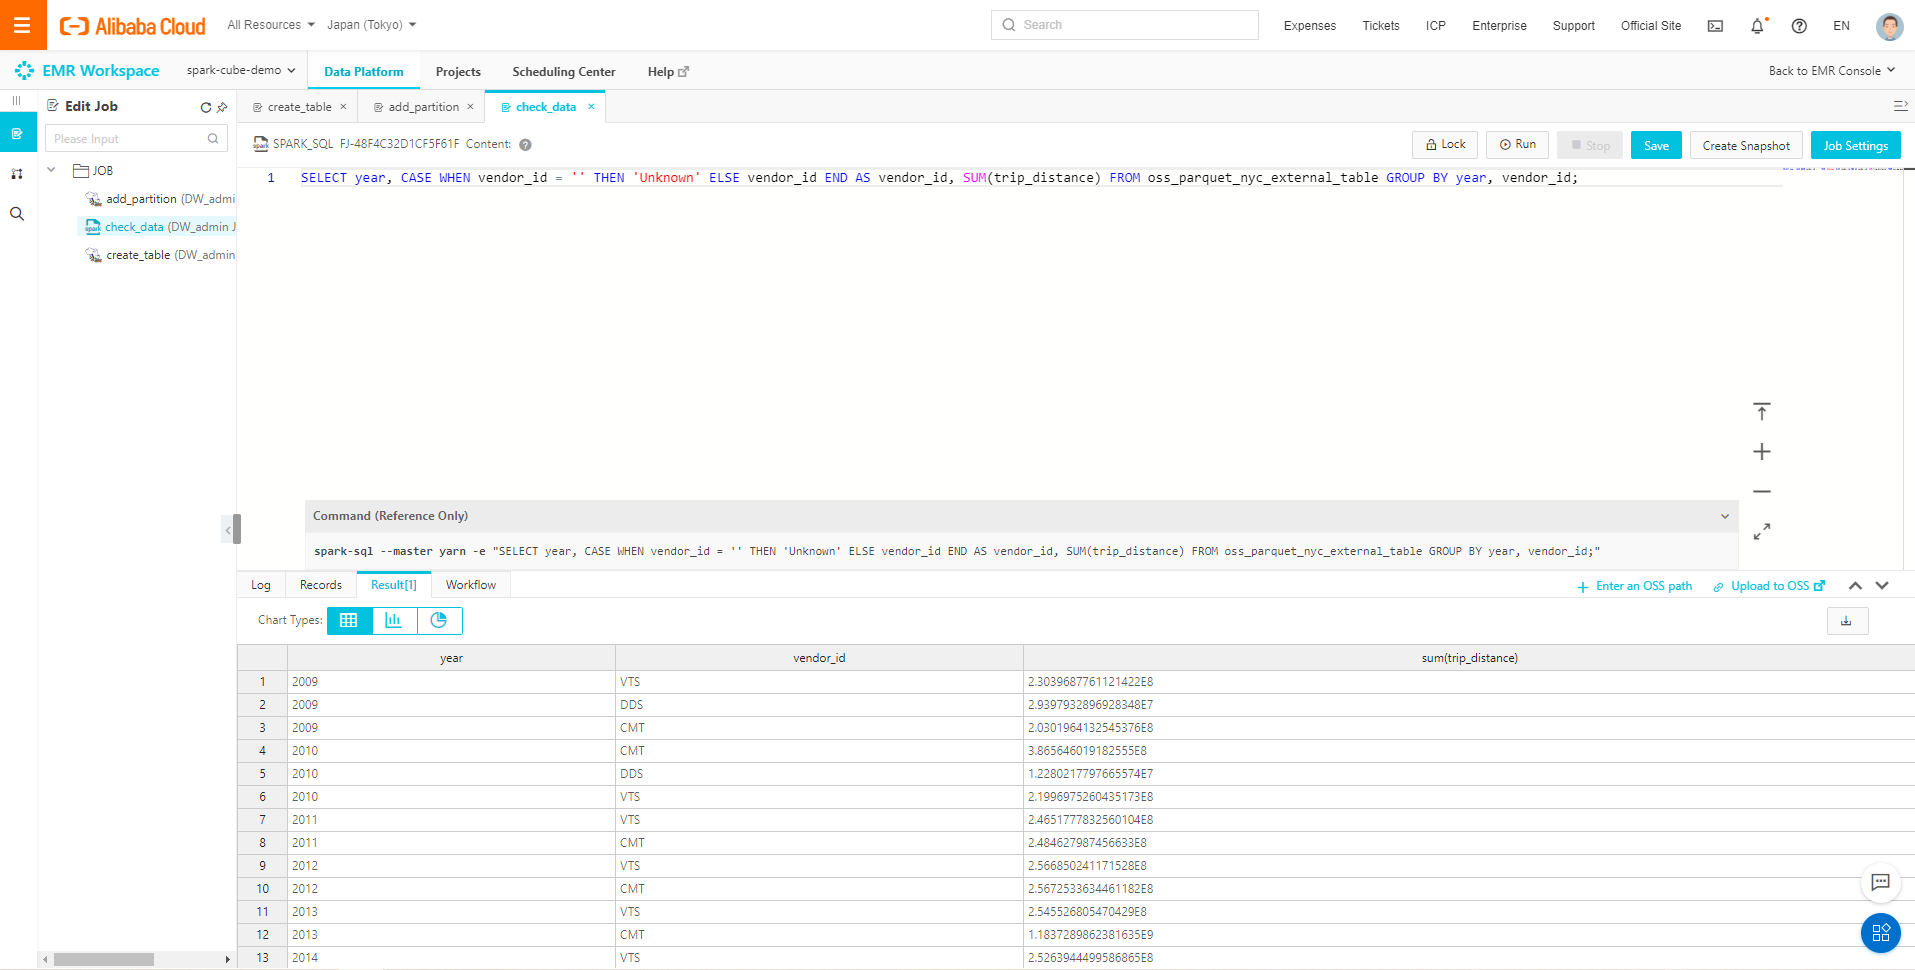 Alibaba Cloud All Resources Japan (Tokyo) Search Expenses Tickets ICP Enterprise Support Official Site EN
EMR Workspace spark-cube-demo Data Platform Projects Scheduling Center Help Back to EMR Console
Edit Job create_table × add_partition × check_data ×
Please Input
SPARK_SQL FJ-48F4C32D1CF5F61F Content: Lock Run Stop Save Create Snapshot Job Settings
JOB
add_partition (DW_admi
check_data (DW_admin J
create_table (DW_admin
1 SELECT year, CASE WHEN vendor_id = '' THEN 'Unknown' ELSE vendor_id END AS vendor_id, SUM(trip_distance) FROM oss_parquet_nyc_external_table GROUP BY year, vendor_id;
Command (Reference Only)
spark-sql --master yarn -e "SELECT year, CASE WHEN vendor_id = '' THEN 'Unknown' ELSE vendor_id END AS vendor_id, SUM(trip_distance) FROM oss_parquet_nyc_external_table GROUP BY year, vendor_id;"
Log Records Result[1] Workflow Enter an OSS path Upload to OSS
Chart Types:
year vendor_id sum(trip_distance)
1 2009 VTS 2.3039687761121422E8
2 2009 DDS 2.9397932896928348E7
3 2009 CMT 2.0301964132545376E8
4 2010 CMT 3.865646019182555E8
5 2010 DDS 1.2280217797665574E7
6 2010 VTS 2.1996975260435173E8
7 2011 VTS 2.4651777832560104E8
8 2011 CMT 2.484627987456633E8
9 2012 VTS 2.566850241171528E8
10 2012 CMT 2.5672533634461182E8
11 2013 VTS 2.545526805470429E8
12 2013 CMT 1.1837289862381635E9
13 2014 VTS 2.5263944499586865E8